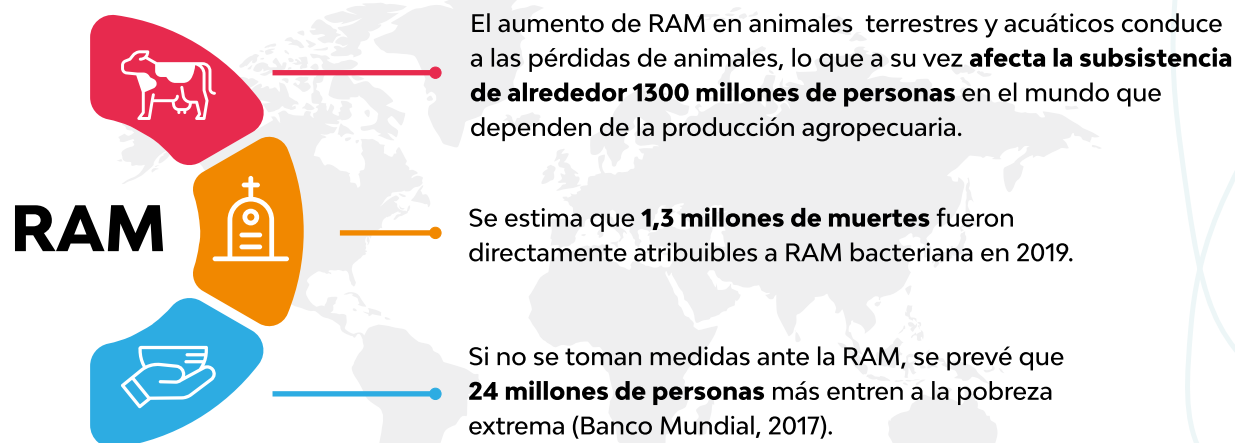 RAM
El aumento de RAM en animales terrestres y acuáticos conduce
a las pérdidas de animales, lo que a su vez afecta la subsistencia
de alrededor 1300 millones de personas en el mundo que
dependen de la producción agropecuaria.
Se estima que 1,3 millones de muertes fueron
directamente atribuibles a RAM bacteriana en 2019.
Si no se toman medidas ante la RAM, se prevé que
24 millones de personas más entren a la pobreza
extrema (Banco Mundial, 2017).